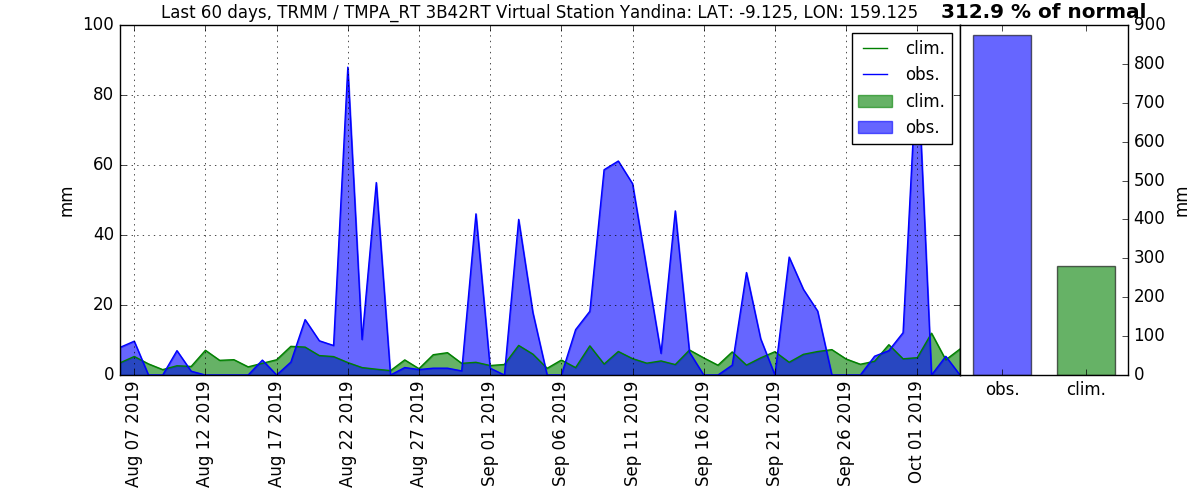 Last 60 days, TRMM / TMPA_RT 3B42RT Virtual Station Yandina: LAT: -9.125, LON: 159.125
312.9 % of normal
100
80
60
40
20
0
mm
clim.
obs.
clim.
obs.
Aug 07 2019
Aug 12 2019
Aug 17 2019
Aug 22 2019
Aug 27 2019
Sep 01 2019
Sep 06 2019
Sep 11 2019
Sep 16 2019
Sep 21 2019
Sep 26 2019
Oct 01 2019
900
800
700
600
500
400
300
200
100
0
mm
obs.
clim.